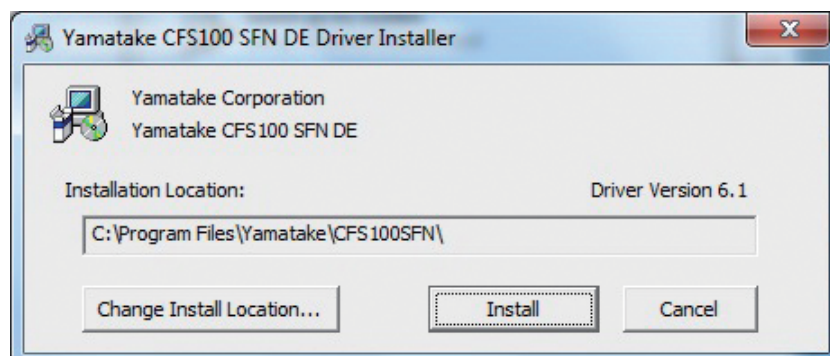 Yamatake CFS100 SFN DE Driver Installer
X
Yamatake Corporation
Yamatake CFS100 SFN DE
Installation Location: Driver Version 6.1
C:\Program Files\Yamatake\CFS100SFN\
Change Install Location... Install Cancel